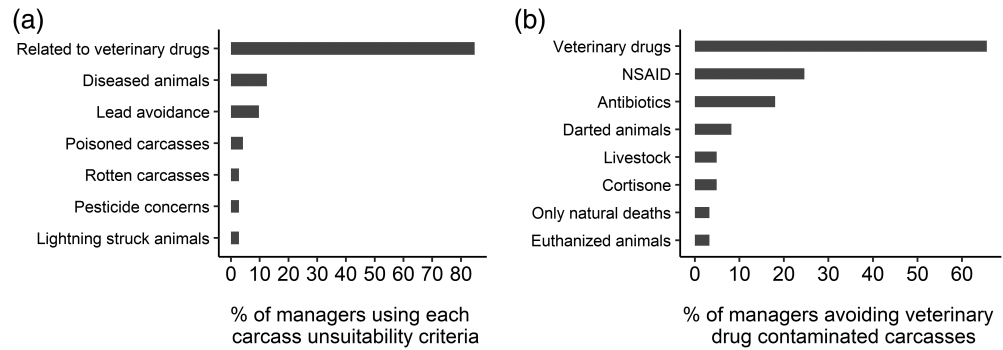 (a)
Related to veterinary drugs
Diseased animals
Lead avoidance
Poisoned carcasses
Rotten carcasses
Pesticide concerns
Lightning struck animals
0 10 20 30 40 50 60 70 80
% of managers using each
carcass unsuitability criteria
(b)
Veterinary drugs
NSAID
Antibiotics
Darted animals
Livestock
Cortisone
Only natural deaths
Euthanized animals
0 10 20 30 40 50 60
% of managers avoiding veterinary
drug contaminated carcasses